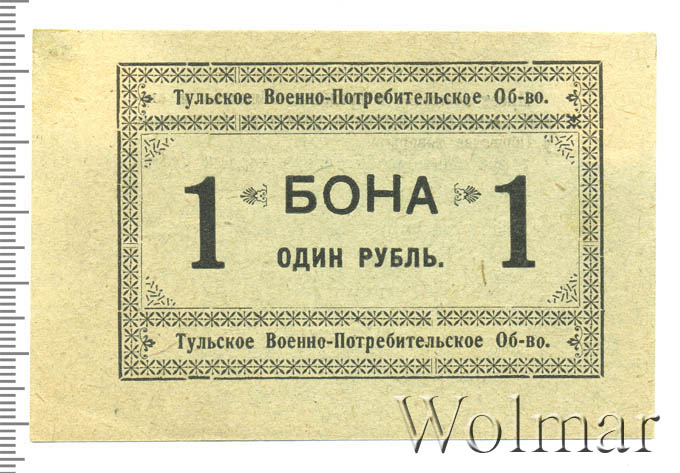 Тульское Военно-Потребительское Об-во.
1 БОНА 1
ОДИН РУБЛЬ.
Тульское Военно-Потребительское Об-во.
Wolmar